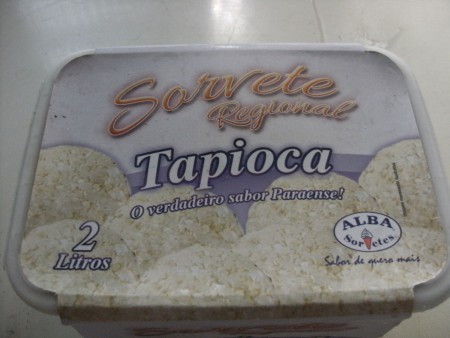 Sorvete
Regional
Tapioca
O verdadeiro sabor Paraense!
2
Litros
ALBA
Sorvetes
Sabor de quero mais